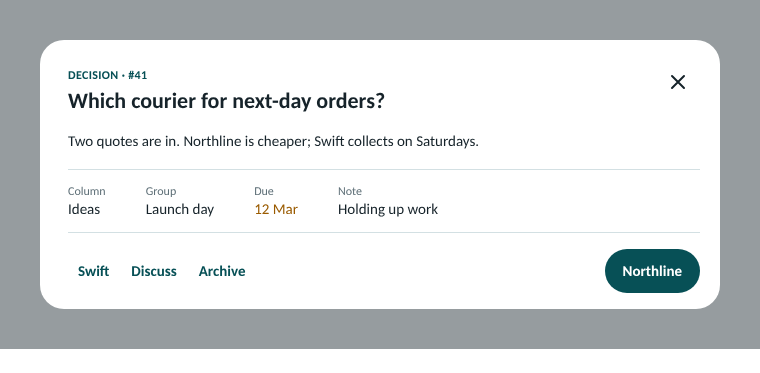 DECISION · #41
Which courier for next-day orders?
Two quotes are in. Northline is cheaper; Swift collects on Saturdays.
Column Group Due Note
Ideas Launch day 12 Mar Holding up work
Swift Discuss Archive Northline